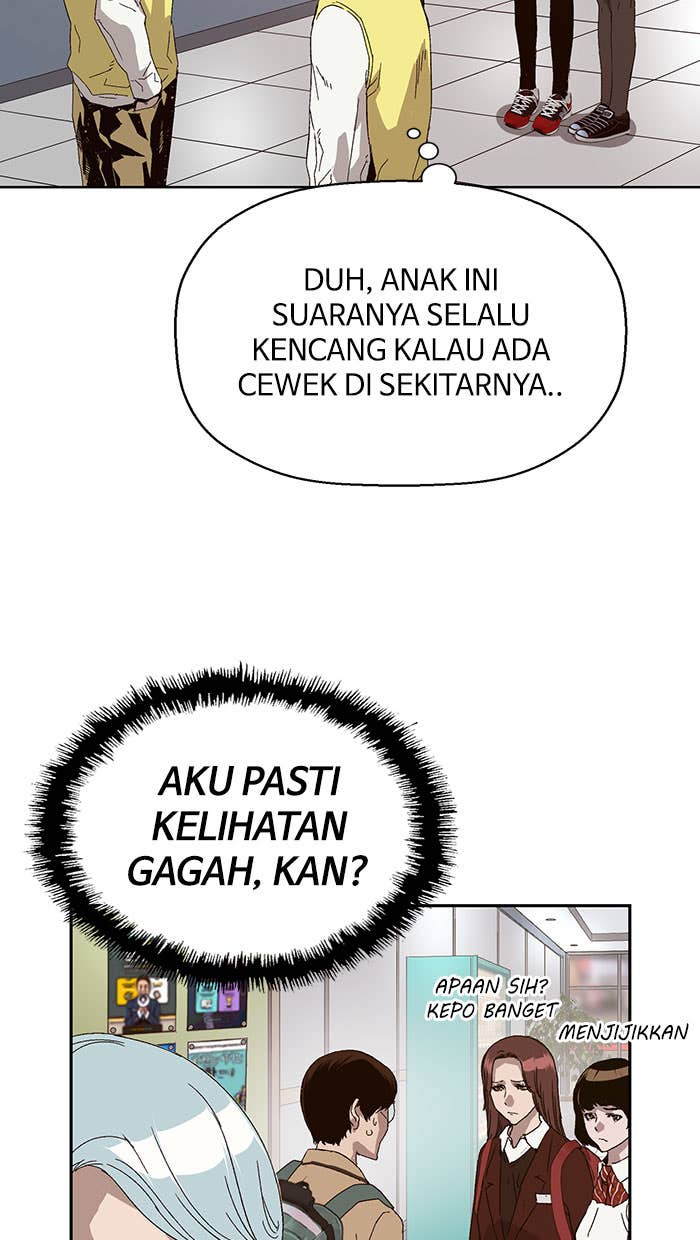 DUH, ANAK INI
SUARANYA SELALU
KENCANG KALAU ADA
CEWEK DI SEKITARNYA..
AKU PASTI
KELIHATAN
GAGAH, KAN?
APAAN SIH?
KEPO BANGET
MENJIJIKKAN